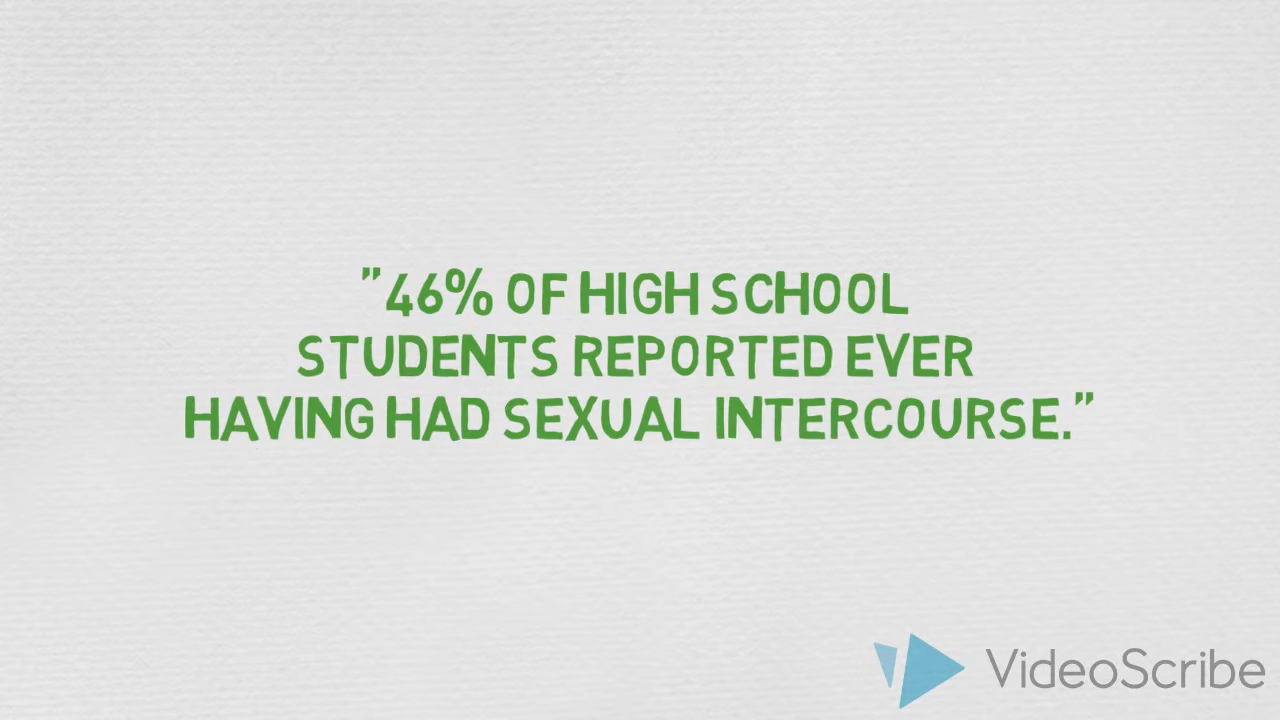 "46% OF HIGH SCHOOL
STUDENTS REPORTED EVER
HAVING HAD SEXUAL INTERCOURSE."
VideoScribe